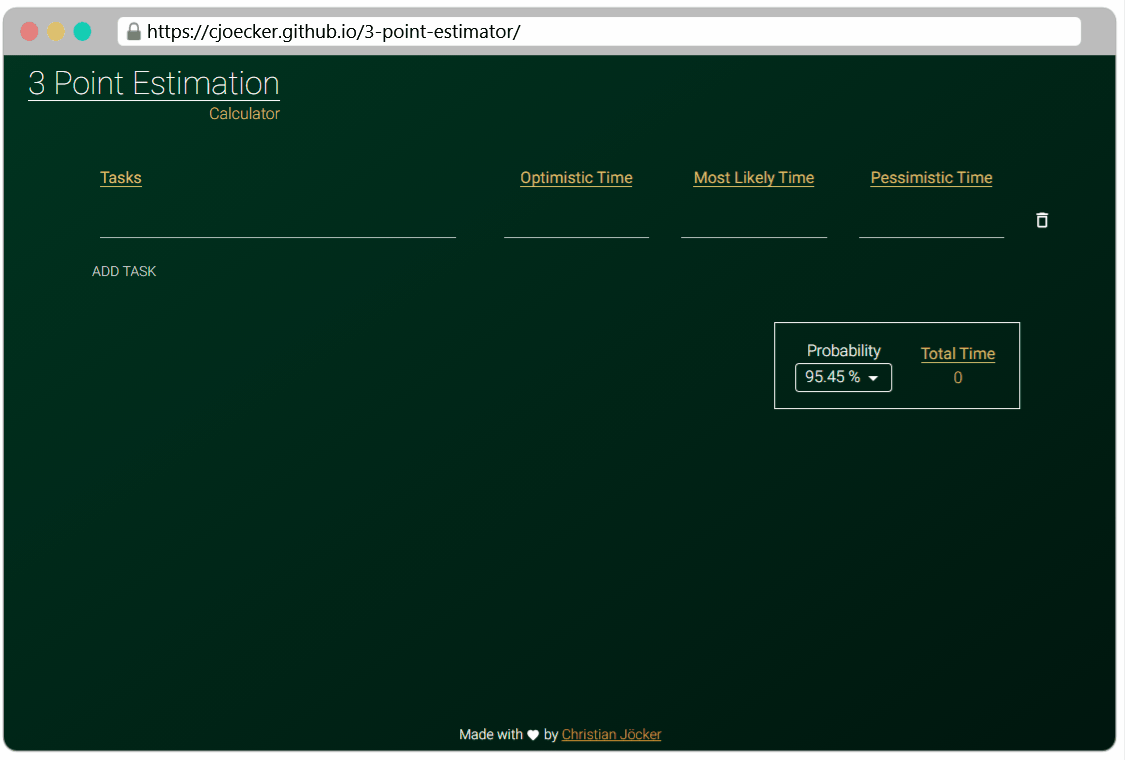 https://cjoecker.github.io/3-point-estimator/
3 Point Estimation
Calculator
Tasks Optimistic Time Most Likely Time Pessimistic Time
ADD TASK
Probability Total Time
95.45 % 0
Made with by Christian Jöcker